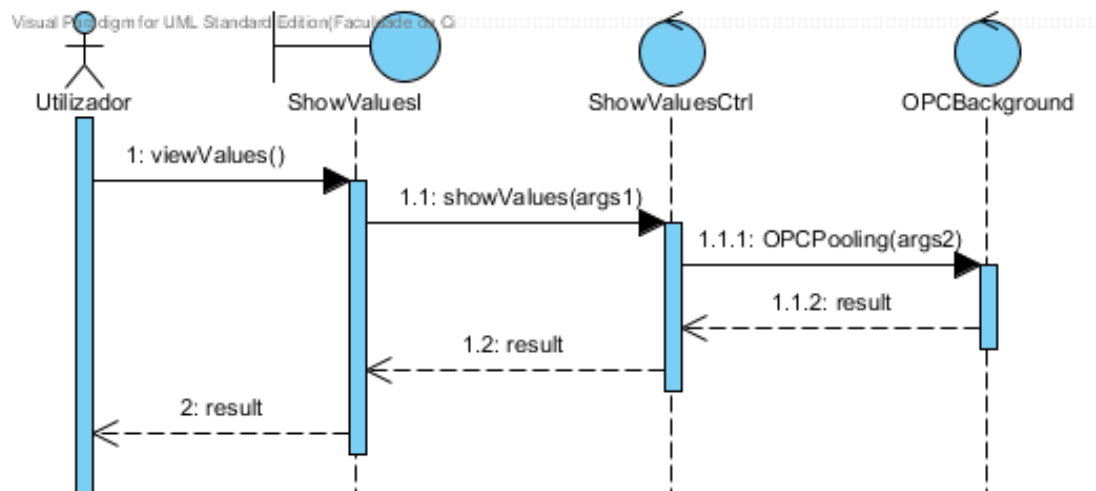 Visual Paradigm for UML Standard Edition(Faculdade de Ci
Utilizador
ShowValuesI
ShowValuesCtrl
OPCBackground
1: viewValues()
1.1: showValues(args1)
1.1.1: OPCPooling(args2)
1.1.2: result
1.2: result
2: result